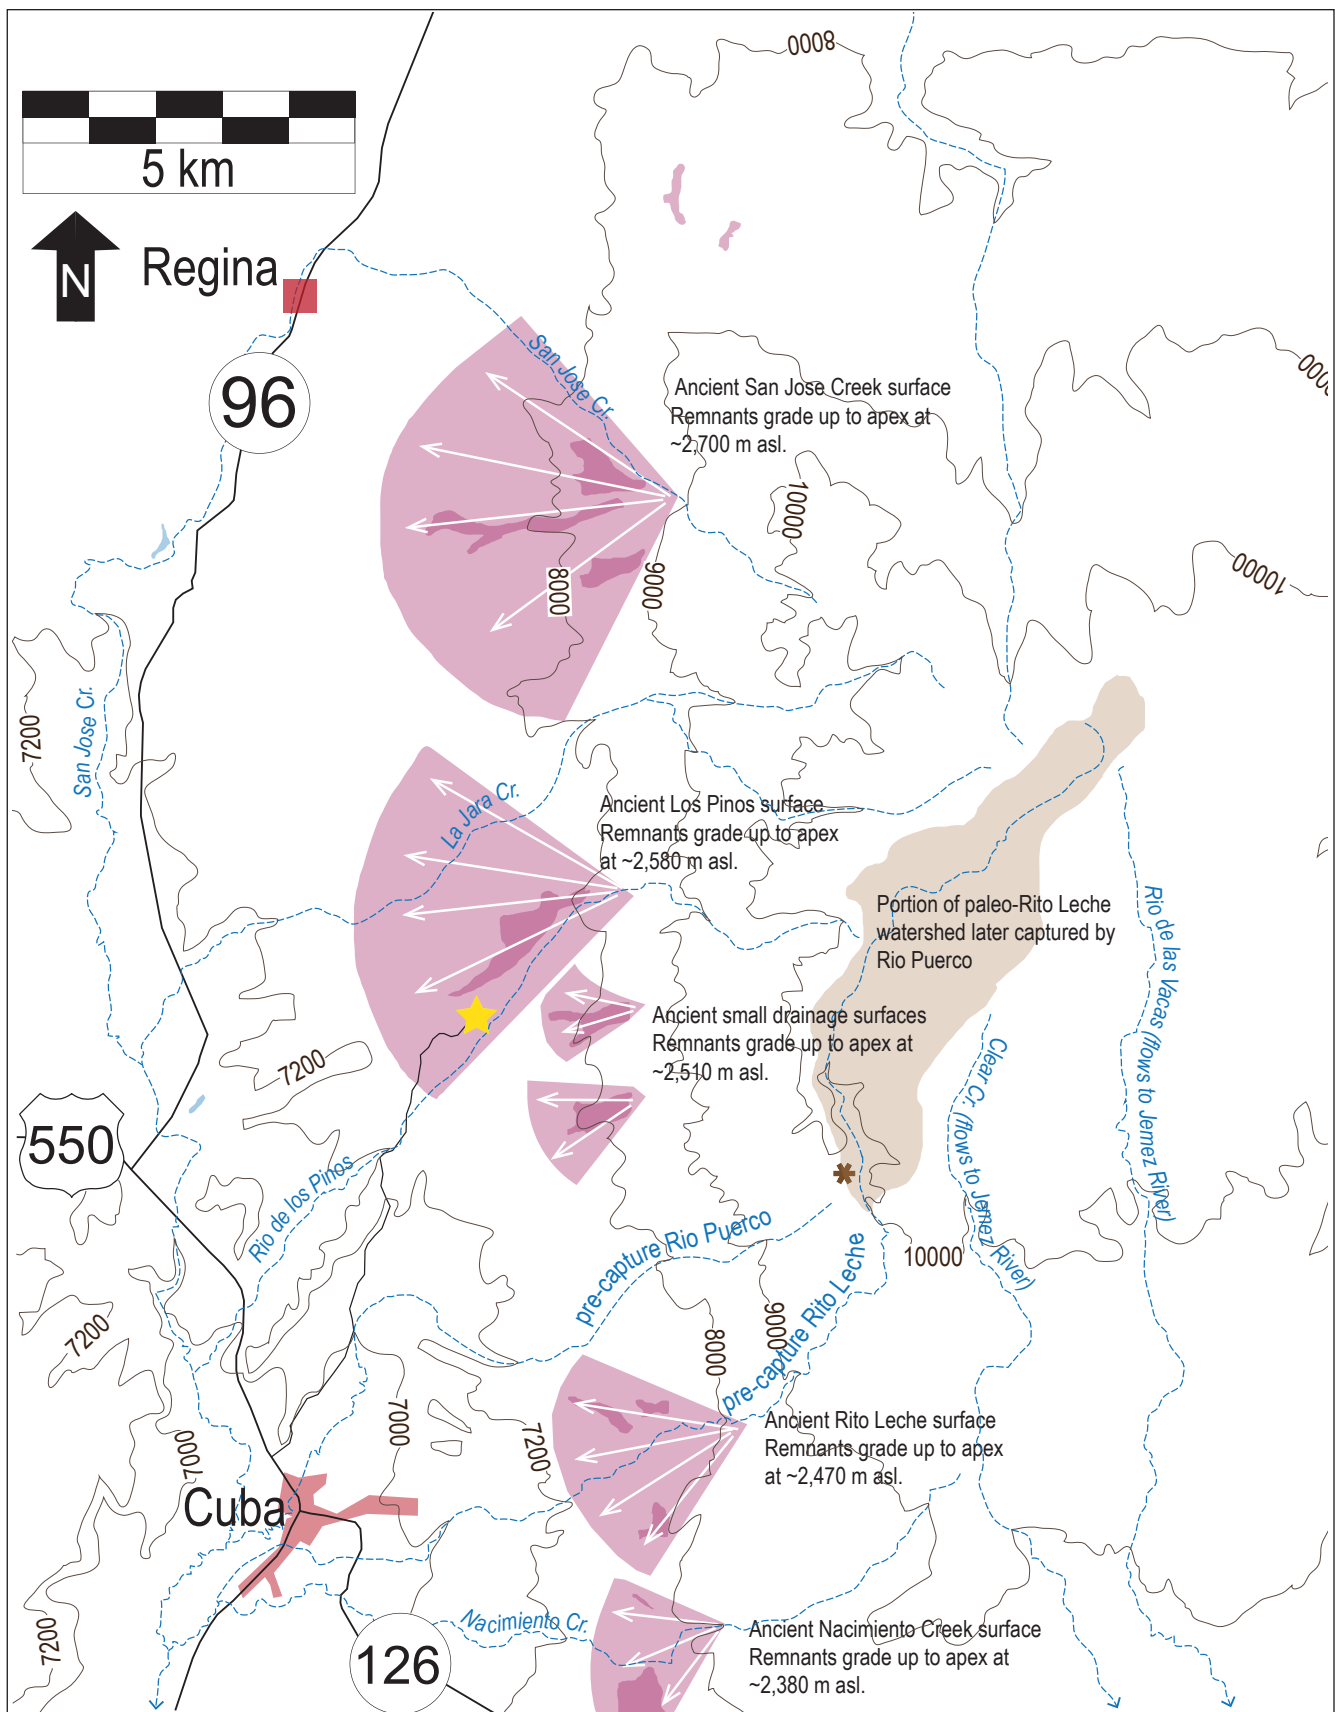 8000
5 km
N
Regina
San Jose Cr.
96
Ancient San Jose Creek surface
Remnants grade up to apex at
~2,700 m asl.
10000
10000
8000
9000
7200
San Jose Cr.
La Jara Cr.
Ancient Los Pinos surface
Remnants grade up to apex
at ~2,580 m asl.
Portion of paleo-Rito Leche
watershed later captured by
Rio Puerco
Rio de las Vacas (flows to Jemez River)
Ancient small drainage surfaces
Remnants grade up to apex at
~2,510 m asl.
Clear Cr. (flows to Jemez River)
7200
550
Rio de los Pinos
pre-capture Rio Puerco
pre-capture Rito Leche
10000
7200
9000
8000
7000
7200
7000
Ancient Rito Leche surface
Remnants grade up to apex
at ~2,470 m asl.
Cuba
Nacimiento Cr.
7200
126
Ancient Nacimiento Creek surface
Remnants grade up to apex at
~2,380 m asl.